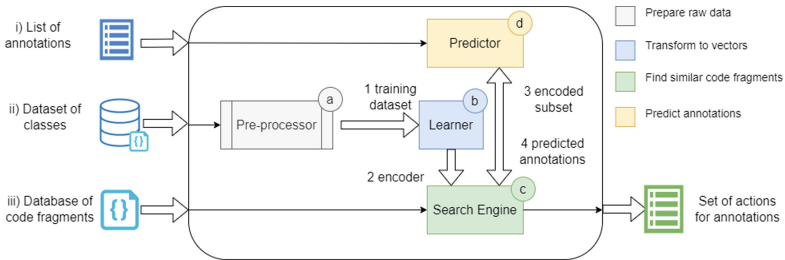 i) List of
annotations
d
Predictor
Prepare raw data
Transform to vectors
Find similar code fragments
Predict annotations
ii) Dataset
of classes
{}
a
Pre-processor
1 training
dataset
b
Learner
3 encoded
subset
4 predicted
annotations
2 encoder
iii) Database of
code fragments
{}
c
Search Engine
Set of actions
for annotations